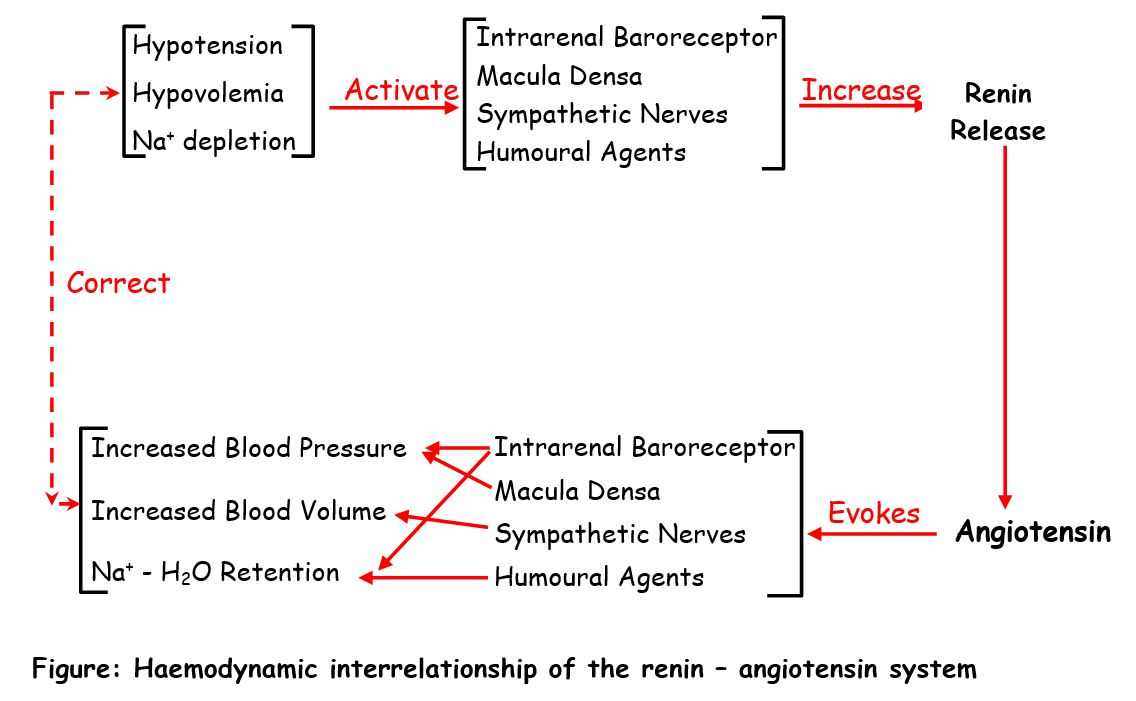 Hypotension
Hypovolemia
Na⁺ depletion
Activate
Intrarenal Baroreceptor
Macula Densa
Sympathetic Nerves
Humoural Agents
Increase
Renin
Release
Correct
Increased Blood Pressure
Increased Blood Volume
Na⁺ - H₂O Retention
Intrarenal Baroreceptor
Macula Densa
Sympathetic Nerves
Humoural Agents
Evokes
Angiotensin
Figure: Haemodynamic interrelationship of the renin – angiotensin system